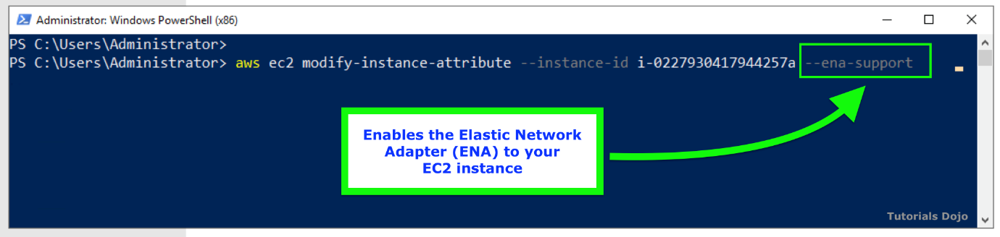 Administrator: Windows PowerShell (x86)
PS C:\Users\Administrator>
PS C:\Users\Administrator> aws ec2 modify-instance-attribute --instance-id i-0227930417944257a --ena-support
Enables the Elastic Network
Adapter (ENA) to your
EC2 instance
Tutorials Dojo